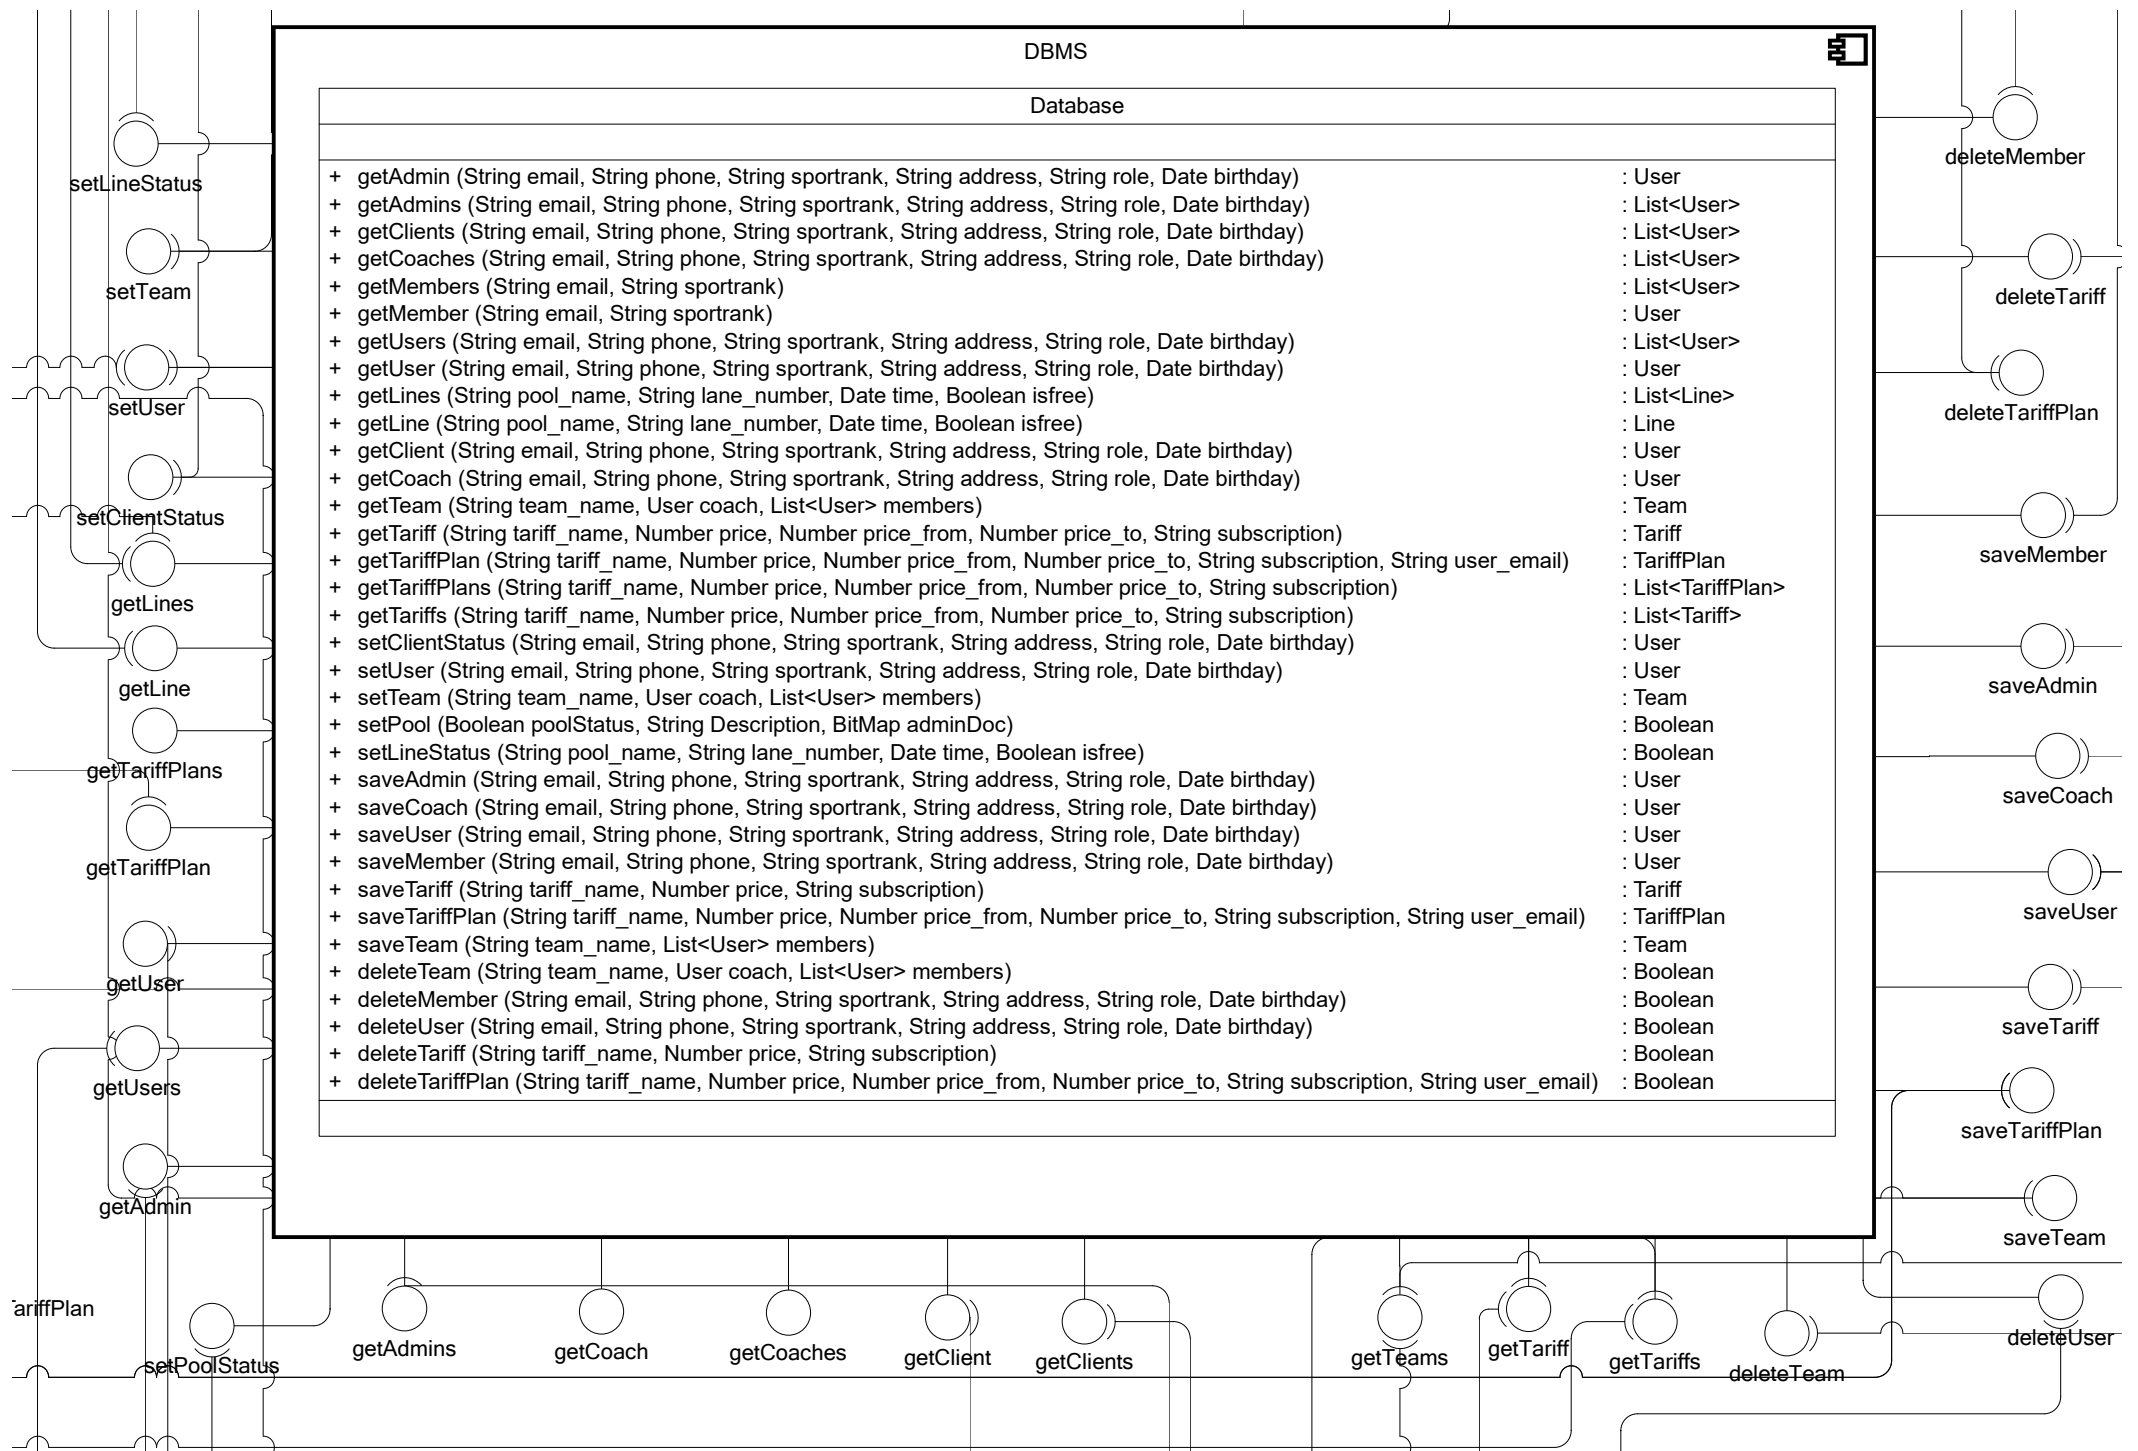 DBMS
Database
+ getAdmin (String email, String phone, String sportrank, String address, String role, Date birthday) : User
+ getAdmins (String email, String phone, String sportrank, String address, String role, Date birthday) : List<User>
+ getClients (String email, String phone, String sportrank, String address, String role, Date birthday) : List<User>
+ getCoaches (String email, String phone, String sportrank, String address, String role, Date birthday) : List<User>
+ getMembers (String email, String sportrank) : List<User>
+ getMember (String email, String sportrank) : User
+ getUsers (String email, String phone, String sportrank, String address, String role, Date birthday) : List<User>
+ getUser (String email, String phone, String sportrank, String address, String role, Date birthday) : User
+ getLines (String pool_name, String lane_number, Date time, Boolean isfree) : List<Line>
+ getLine (String pool_name, String lane_number, Date time, Boolean isfree) : Line
+ getClient (String email, String phone, String sportrank, String address, String role, Date birthday) : User
+ getCoach (String email, String phone, String sportrank, String address, String role, Date birthday) : User
+ getTeam (String team_name, User coach, List<User> members) : Team
+ getTariff (String tariff_name, Number price, Number price_from, Number price_to, String subscription) : Tariff
+ getTariffPlan (String tariff_name, Number price, Number price_from, Number price_to, String subscription, String user_email) : TariffPlan
+ getTariffPlans (String tariff_name, Number price, Number price_from, Number price_to, String subscription) : List<TariffPlan>
+ getTariffs (String tariff_name, Number price, Number price_from, Number price_to, String subscription) : List<Tariff>
+ setClientStatus (String email, String phone, String sportrank, String address, String role, Date birthday) : User
+ setUser (String email, String phone, String sportrank, String address, String role, Date birthday) : User
+ setTeam (String team_name, User coach, List<User> members) : Team
+ setPool (Boolean poolStatus, String Description, BitMap adminDoc) : Boolean
+ setLineStatus (String pool_name, String lane_number, Date time, Boolean isfree) : Boolean
+ saveAdmin (String email, String phone, String sportrank, String address, String role, Date birthday) : User
+ saveCoach (String email, String phone, String sportrank, String address, String role, Date birthday) : User
+ saveUser (String email, String phone, String sportrank, String address, String role, Date birthday) : User
+ saveMember (String email, String phone, String sportrank, String address, String role, Date birthday) : User
+ saveTariff (String tariff_name, Number price, String subscription) : Tariff
+ saveTariffPlan (String tariff_name, Number price, Number price_from, Number price_to, String subscription, String user_email) : TariffPlan
+ saveTeam (String team_name, List<User> members) : Team
+ deleteTeam (String team_name, User coach, List<User> members) : Boolean
+ deleteMember (String email, String phone, String sportrank, String address, String role, Date birthday) : Boolean
+ deleteUser (String email, String phone, String sportrank, String address, String role, Date birthday) : Boolean
+ deleteTariff (String tariff_name, Number price, String subscription) : Boolean
+ deleteTariffPlan (String tariff_name, Number price, Number price_from, Number price_to, String subscription, String user_email) : Boolean
setLineStatus
setTeam
setUser
setClientStatus
getLines
getLine
getTariffPlans
getTariffPlan
getUser
getUsers
getAdmin
ariffPlan
setPoolStatus
getAdmins
getCoach
getCoaches
getClient
getClients
getTeams
getTariff
getTariffs
deleteTeam
deleteMember
deleteTariff
deleteTariffPlan
saveMember
saveAdmin
saveCoach
saveUser
saveTariff
saveTariffPlan
saveTeam
deleteUser